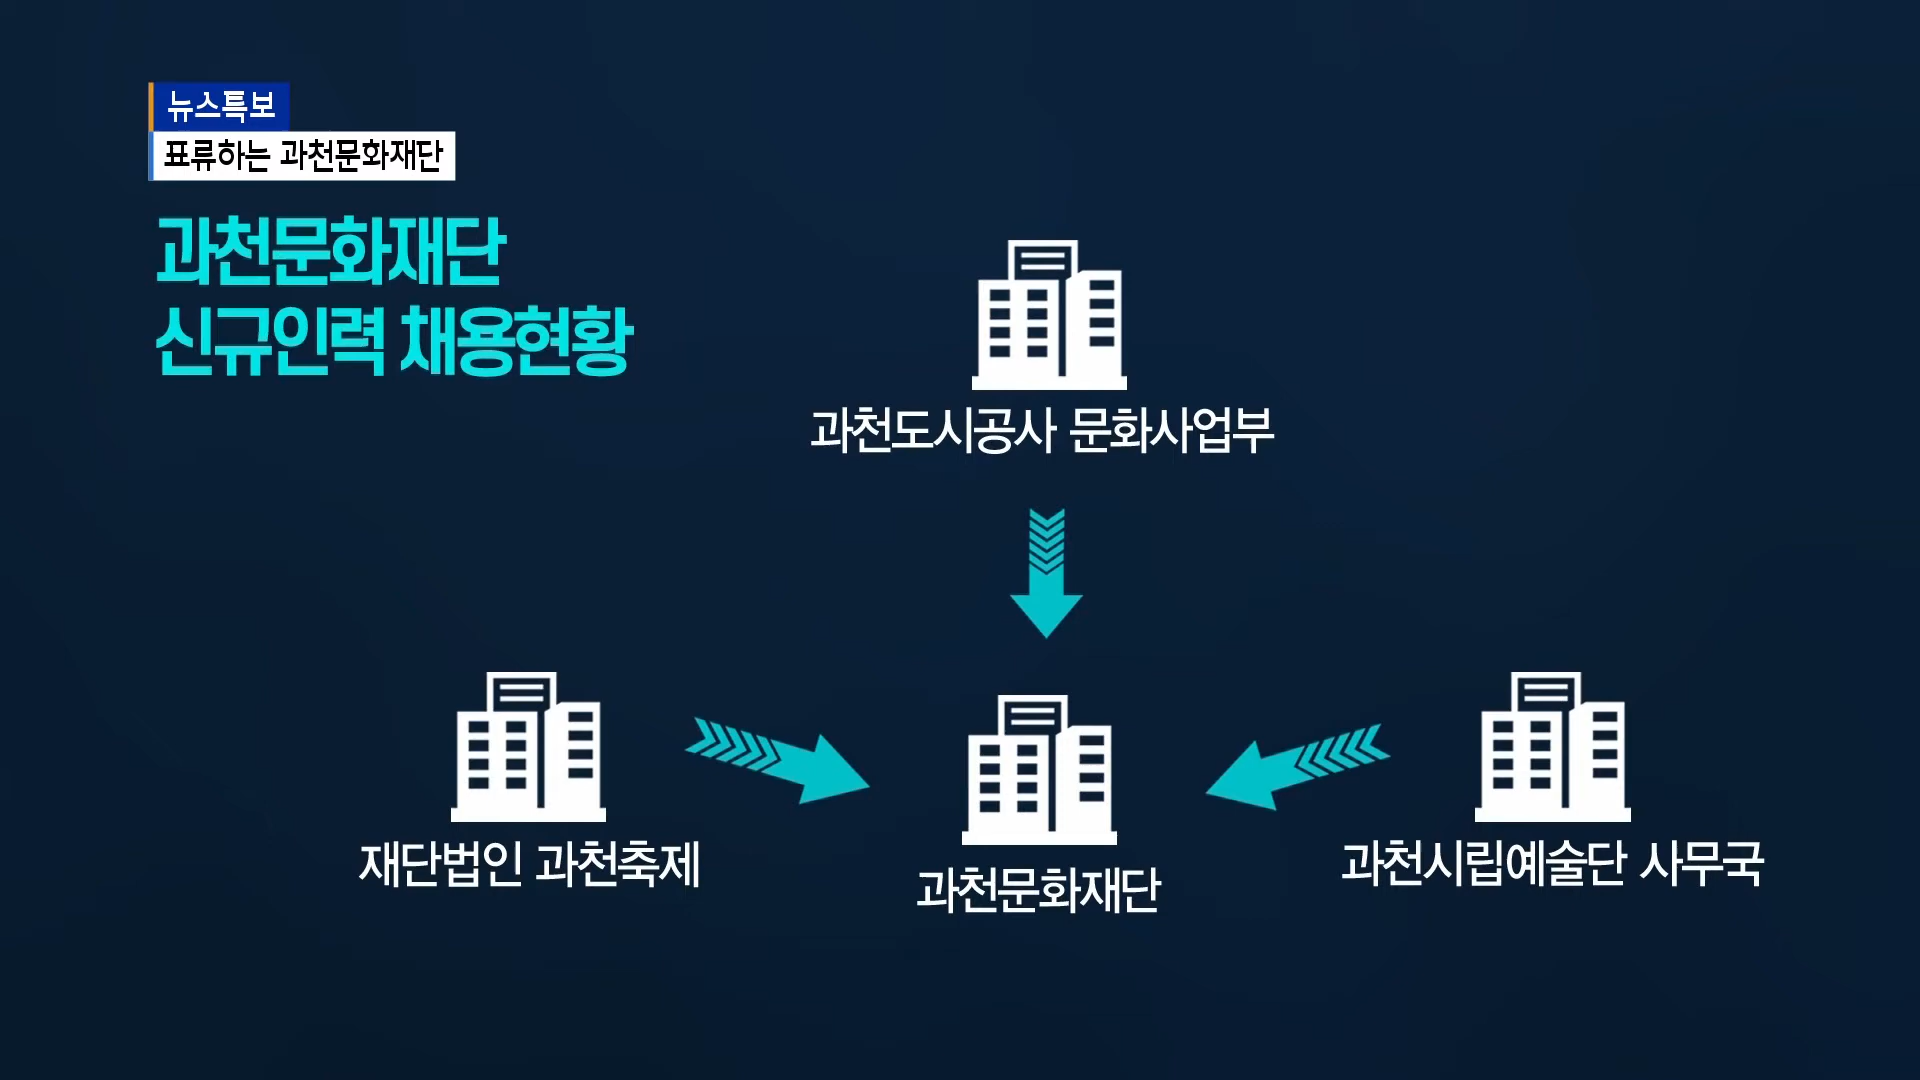 뉴스특보
표류하는 과천문화재단
과천문화재단
신규인력 채용현황
과천도시공사 문화사업부
재단법인 과천축제
과천문화재단
과천시립예술단 사무국